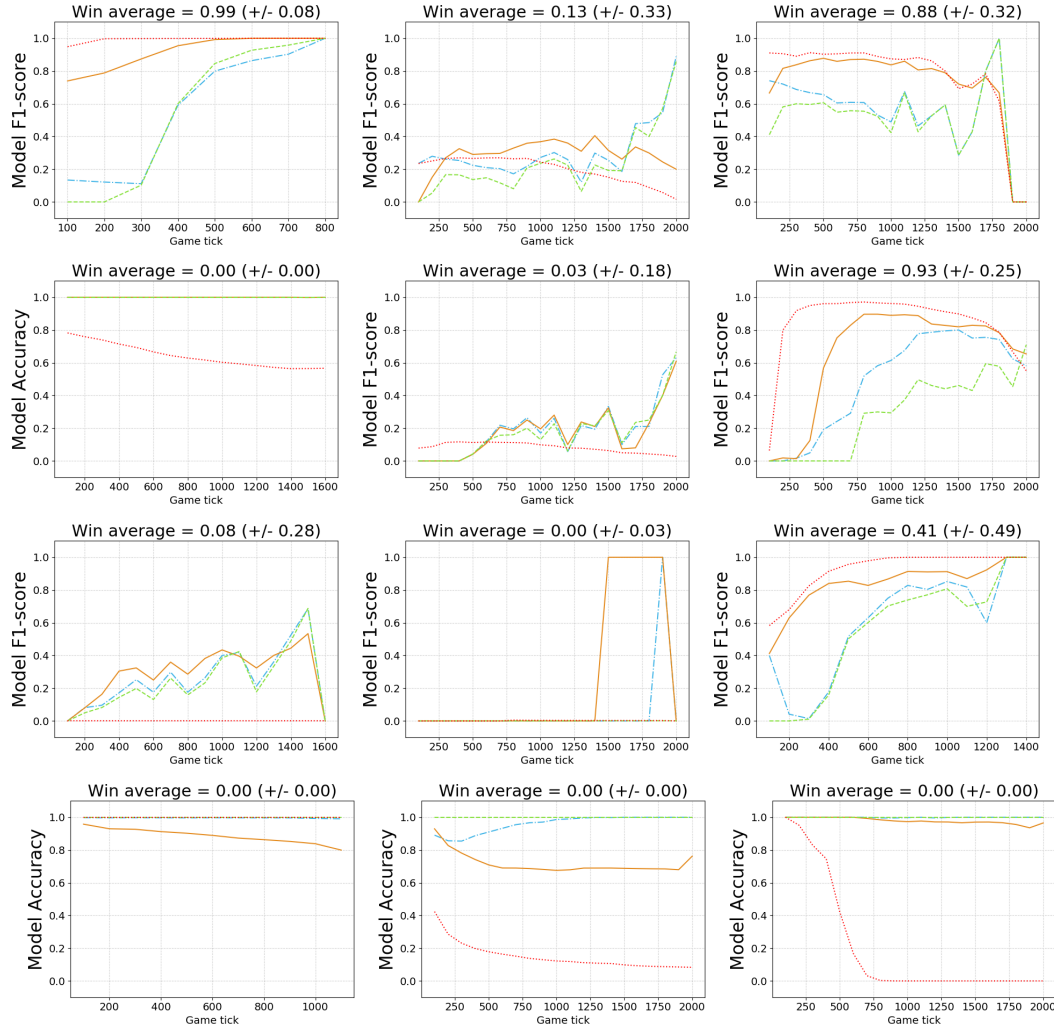 Win average = 0.99 (+/- 0.08)
Model F1-score
1.0
0.8
0.6
0.4
0.2
0.0
100 200 300 400 500 600 700 800
Game tick
Win average = 0.13 (+/- 0.33)
Model F1-score
1.0
0.8
0.6
0.4
0.2
0.0
250 500 750 1000 1250 1500 1750 2000
Game tick
Win average = 0.88 (+/- 0.32)
Model F1-score
1.0
0.8
0.6
0.4
0.2
0.0
250 500 750 1000 1250 1500 1750 2000
Game tick
Win average = 0.00 (+/- 0.00)
Model Accuracy
1.0
0.8
0.6
0.4
0.2
0.0
200 400 600 800 1000 1200 1400 1600
Game tick
Win average = 0.03 (+/- 0.18)
Model F1-score
1.0
0.8
0.6
0.4
0.2
0.0
250 500 750 1000 1250 1500 1750 2000
Game tick
Win average = 0.93 (+/- 0.25)
Model F1-score
1.0
0.8
0.6
0.4
0.2
0.0
250 500 750 1000 1250 1500 1750 2000
Game tick
Win average = 0.08 (+/- 0.28)
Model F1-score
1.0
0.8
0.6
0.4
0.2
0.0
200 400 600 800 1000 1200 1400 1600
Game tick
Win average = 0.00 (+/- 0.03)
Model F1-score
1.0
0.8
0.6
0.4
0.2
0.0
250 500 750 1000 1250 1500 1750 2000
Game tick
Win average = 0.41 (+/- 0.49)
Model F1-score
1.0
0.8
0.6
0.4
0.2
0.0
200 400 600 800 1000 1200 1400
Game tick
Win average = 0.00 (+/- 0.00)
Model Accuracy
1.0
0.8
0.6
0.4
0.2
0.0
200 400 600 800 1000
Game tick
Win average = 0.00 (+/- 0.00)
Model Accuracy
1.0
0.8
0.6
0.4
0.2
0.0
250 500 750 1000 1250 1500 1750 2000
Game tick
Win average = 0.00 (+/- 0.00)
Model Accuracy
1.0
0.8
0.6
0.4
0.2
0.0
250 500 750 1000 1250 1500 1750 2000
Game tick